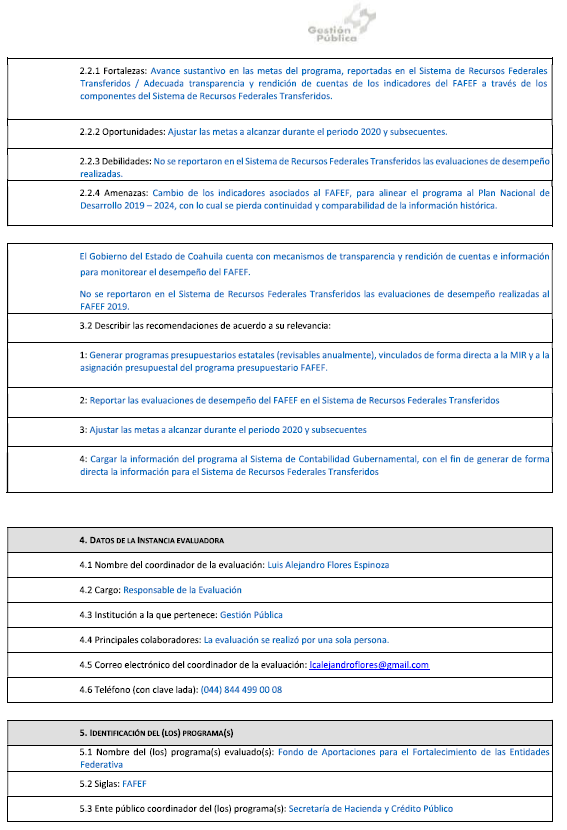 Gestión
Pública
2.2.1 Fortalezas: Avance sustantivo en las metas del programa, reportadas en el Sistema de Recursos Federales
Transferidos / Adecuada transparencia y rendición de cuentas de los indicadores del FAFEF a través de los
componentes del Sistema de Recursos Federales Transferidos.
2.2.2 Oportunidades: Ajustar las metas a alcanzar durante el periodo 2020 y subsecuentes.
2.2.3 Debilidades: No se reportaron en el Sistema de Recursos Federales Transferidos las evaluaciones de desempeño
realizadas.
2.2.4 Amenazas: Cambio de los indicadores asociados al FAFEF, para alinear el programa al Plan Nacional de
Desarrollo 2019 – 2024, con lo cual se pierda continuidad y comparabilidad de la información histórica.
El Gobierno del Estado de Coahuila cuenta con mecanismos de transparencia y rendición de cuentas e información
para monitorear el desempeño del FAFEF.
No se reportaron en el Sistema de Recursos Federales Transferidos las evaluaciones de desempeño realizadas al
FAFEF 2019.
3.2 Describir las recomendaciones de acuerdo a su relevancia:
1: Generar programas presupuestarios estatales (revisables anualmente), vinculados de forma directa a la MIR y a la
asignación presupuestal del programa presupuestario FAFEF.
2: Reportar las evaluaciones de desempeño del FAFEF en el Sistema de Recursos Federales Transferidos
3: Ajustar las metas a alcanzar durante el periodo 2020 y subsecuentes
4: Cargar la información del programa al Sistema de Contabilidad Gubernamental, con el fin de generar de forma
directa la información para el Sistema de Recursos Federales Transferidos
4. DATOS DE LA INSTANCIA EVALUADORA
4.1 Nombre del coordinador de la evaluación: Luis Alejandro Flores Espinoza
4.2 Cargo: Responsable de la Evaluación
4.3 Institución a la que pertenece: Gestión Pública
4.4 Principales colaboradores: La evaluación se realizó por una sola persona.
4.5 Correo electrónico del coordinador de la evaluación: lcalejandroflores@gmail.com
4.6 Teléfono (con clave lada): (044) 844 499 00 08
5. IDENTIFICACIÓN DEL (LOS) PROGRAMA(S)
5.1 Nombre del (los) programa(s) evaluado(s): Fondo de Aportaciones para el Fortalecimiento de las Entidades
Federativa
5.2 Siglas: FAFEF
5.3 Ente público coordinador del (los) programa(s): Secretaría de Hacienda y Crédito Público